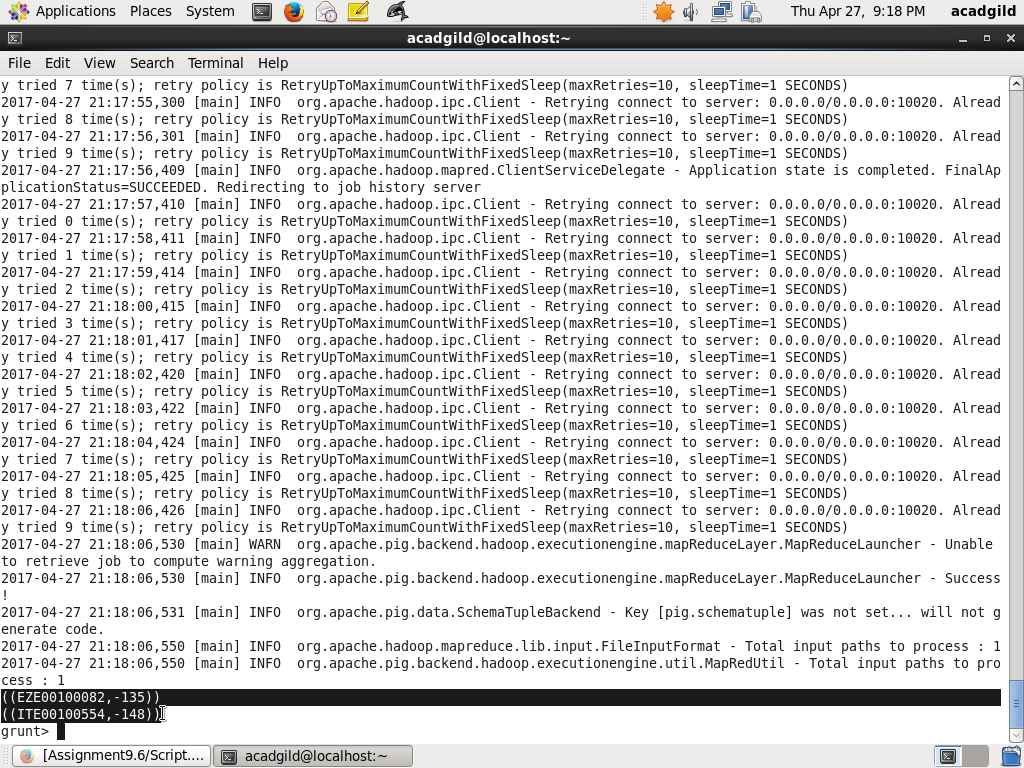 Applications Places System Thu Apr 27, 9:18 PM acadgild
acadgild@localhost:~
File Edit View Search Terminal Help
y tried 7 time(s); retry policy is RetryUpToMaximumCountWithFixedSleep(maxRetries=10, sleepTime=1 SECONDS)
2017-04-27 21:17:55,300 [main] INFO  org.apache.hadoop.ipc.Client - Retrying connect to server: 0.0.0.0/0.0.0.0:10020. Alread
y tried 8 time(s); retry policy is RetryUpToMaximumCountWithFixedSleep(maxRetries=10, sleepTime=1 SECONDS)
2017-04-27 21:17:56,301 [main] INFO  org.apache.hadoop.ipc.Client - Retrying connect to server: 0.0.0.0/0.0.0.0:10020. Alread
y tried 9 time(s); retry policy is RetryUpToMaximumCountWithFixedSleep(maxRetries=10, sleepTime=1 SECONDS)
2017-04-27 21:17:56,409 [main] INFO  org.apache.hadoop.mapred.ClientServiceDelegate - Application state is completed. FinalAp
plicationStatus=SUCCEEDED. Redirecting to job history server
2017-04-27 21:17:57,410 [main] INFO  org.apache.hadoop.ipc.Client - Retrying connect to server: 0.0.0.0/0.0.0.0:10020. Alread
y tried 0 time(s); retry policy is RetryUpToMaximumCountWithFixedSleep(maxRetries=10, sleepTime=1 SECONDS)
2017-04-27 21:17:58,411 [main] INFO  org.apache.hadoop.ipc.Client - Retrying connect to server: 0.0.0.0/0.0.0.0:10020. Alread
y tried 1 time(s); retry policy is RetryUpToMaximumCountWithFixedSleep(maxRetries=10, sleepTime=1 SECONDS)
2017-04-27 21:17:59,414 [main] INFO  org.apache.hadoop.ipc.Client - Retrying connect to server: 0.0.0.0/0.0.0.0:10020. Alread
y tried 2 time(s); retry policy is RetryUpToMaximumCountWithFixedSleep(maxRetries=10, sleepTime=1 SECONDS)
2017-04-27 21:18:00,415 [main] INFO  org.apache.hadoop.ipc.Client - Retrying connect to server: 0.0.0.0/0.0.0.0:10020. Alread
y tried 3 time(s); retry policy is RetryUpToMaximumCountWithFixedSleep(maxRetries=10, sleepTime=1 SECONDS)
2017-04-27 21:18:01,417 [main] INFO  org.apache.hadoop.ipc.Client - Retrying connect to server: 0.0.0.0/0.0.0.0:10020. Alread
y tried 4 time(s); retry policy is RetryUpToMaximumCountWithFixedSleep(maxRetries=10, sleepTime=1 SECONDS)
2017-04-27 21:18:02,420 [main] INFO  org.apache.hadoop.ipc.Client - Retrying connect to server: 0.0.0.0/0.0.0.0:10020. Alread
y tried 5 time(s); retry policy is RetryUpToMaximumCountWithFixedSleep(maxRetries=10, sleepTime=1 SECONDS)
2017-04-27 21:18:03,422 [main] INFO  org.apache.hadoop.ipc.Client - Retrying connect to server: 0.0.0.0/0.0.0.0:10020. Alread
y tried 6 time(s); retry policy is RetryUpToMaximumCountWithFixedSleep(maxRetries=10, sleepTime=1 SECONDS)
2017-04-27 21:18:04,424 [main] INFO  org.apache.hadoop.ipc.Client - Retrying connect to server: 0.0.0.0/0.0.0.0:10020. Alread
y tried 7 time(s); retry policy is RetryUpToMaximumCountWithFixedSleep(maxRetries=10, sleepTime=1 SECONDS)
2017-04-27 21:18:05,425 [main] INFO  org.apache.hadoop.ipc.Client - Retrying connect to server: 0.0.0.0/0.0.0.0:10020. Alread
y tried 8 time(s); retry policy is RetryUpToMaximumCountWithFixedSleep(maxRetries=10, sleepTime=1 SECONDS)
2017-04-27 21:18:06,426 [main] INFO  org.apache.hadoop.ipc.Client - Retrying connect to server: 0.0.0.0/0.0.0.0:10020. Alread
y tried 9 time(s); retry policy is RetryUpToMaximumCountWithFixedSleep(maxRetries=10, sleepTime=1 SECONDS)
2017-04-27 21:18:06,530 [main] WARN  org.apache.pig.backend.hadoop.executionengine.mapReduceLayer.MapReduceLauncher - Unable
to retrieve job to compute warning aggregation.
2017-04-27 21:18:06,530 [main] INFO  org.apache.pig.backend.hadoop.executionengine.mapReduceLayer.MapReduceLauncher - Success
!
2017-04-27 21:18:06,531 [main] INFO  org.apache.pig.data.SchemaTupleBackend - Key [pig.schematuple] was not set... will not g
enerate code.
2017-04-27 21:18:06,550 [main] INFO  org.apache.hadoop.mapreduce.lib.input.FileInputFormat - Total input paths to process : 1
2017-04-27 21:18:06,550 [main] INFO  org.apache.pig.backend.hadoop.executionengine.util.MapRedUtil - Total input paths to pro
cess : 1
((EZE00100082,-135))
((ITE00100554,-148))
grunt>
[Assignment9.6/Script.... acadgild@localhost:~